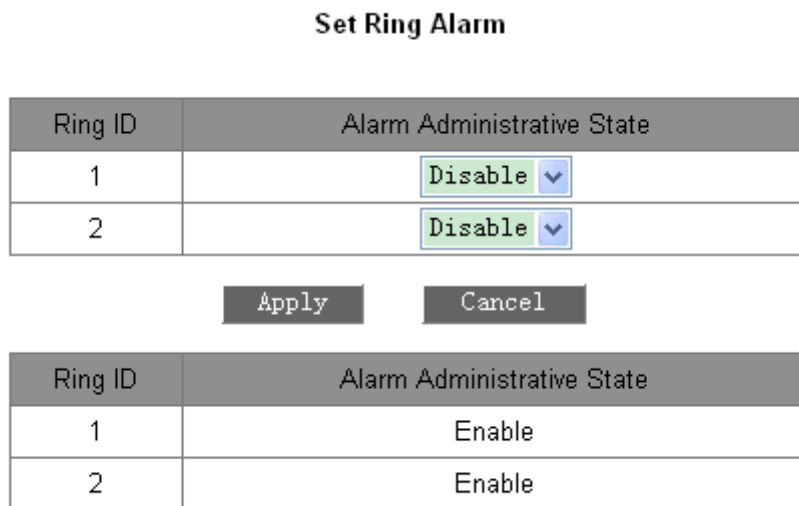 Set Ring Alarm
Ring ID Alarm Administrative State
1 Disable
2 Disable
Apply Cancel
Ring ID Alarm Administrative State
1 Enable
2 Enable